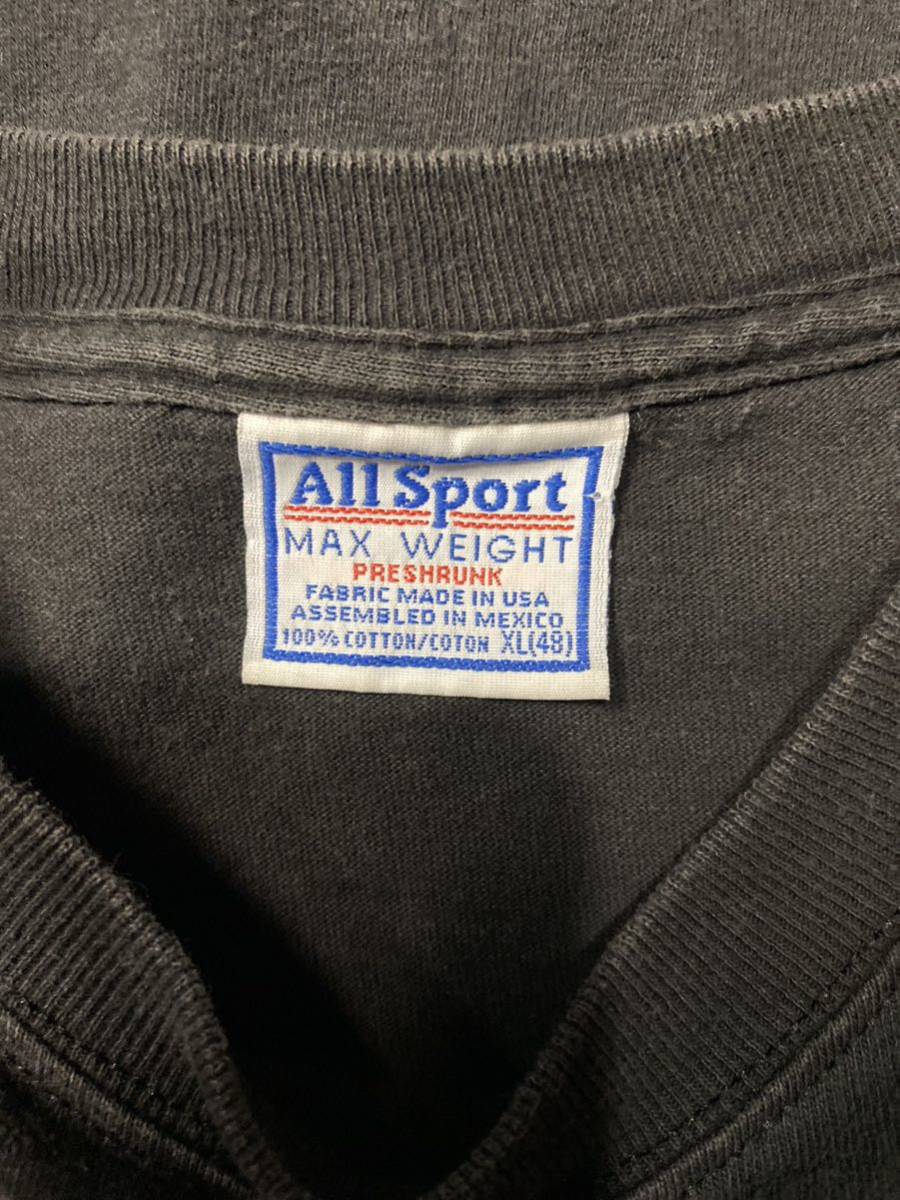 All Sport
MAX WEIGHT
PRESHRUNK
FABRIC MADE IN USA
ASSEMBLED IN MEXICO
100% COTTON/COTON XL(48)